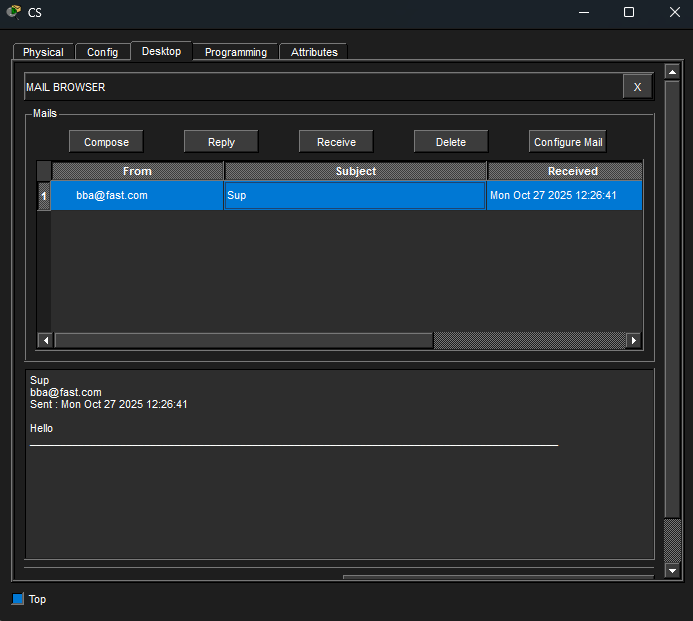 CS
Physical Config Desktop Programming Attributes
MAIL BROWSER X
Mails
Compose Reply Receive Delete Configure Mail
From Subject Received
1 bba@fast.com Sup Mon Oct 27 2025 12:26:41
Sup
bba@fast.com
Sent : Mon Oct 27 2025 12:26:41
Hello
Top